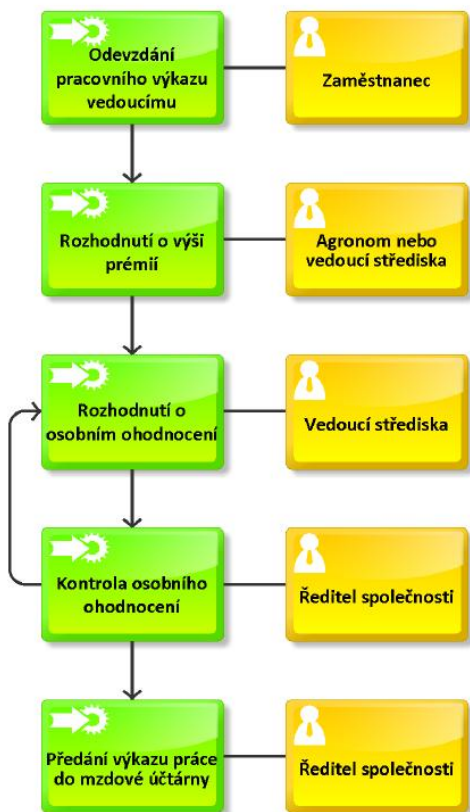 Odevzdání
pracovního výkazu
vedoucímu
Zaměstnanec
Rozhodnutí o výši
prémií
Agronom nebo
vedoucí střediska
Rozhodnutí o
osobním ohodnocení
Vedoucí střediska
Kontrola osobního
ohodnocení
Ředitel společnosti
Předání výkazu práce
do mzdové účtárny
Ředitel společnosti